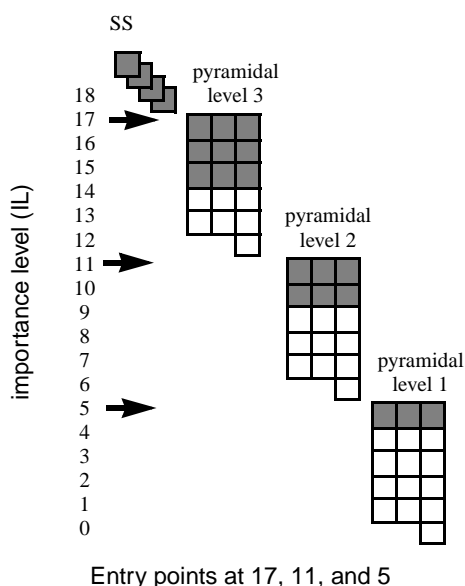 SS
pyramidal
level 3
18
17
16
15
14
13
12
11
10
9
8
7
6
5
4
3
2
1
0
importance level (IL)
pyramidal
level 2
pyramidal
level 1
Entry points at 17, 11, and 5